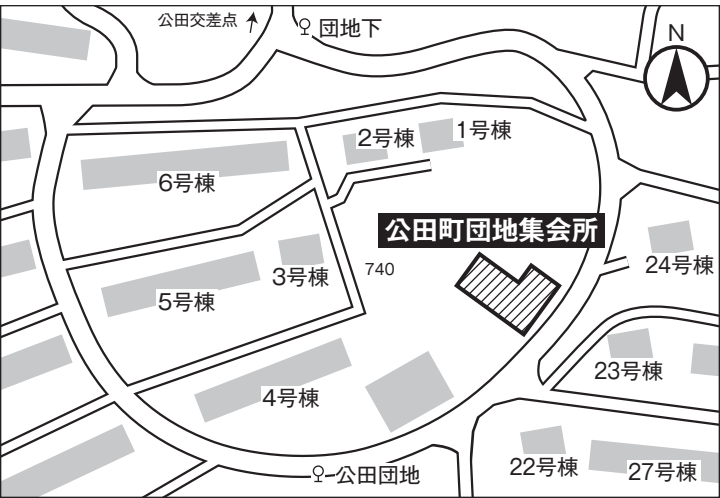 公田交差点
団地下
N
2号棟
1号棟
6号棟
公田町団地集会所
3号棟
740
24号棟
5号棟
23号棟
4号棟
22号棟
27号棟
公田団地